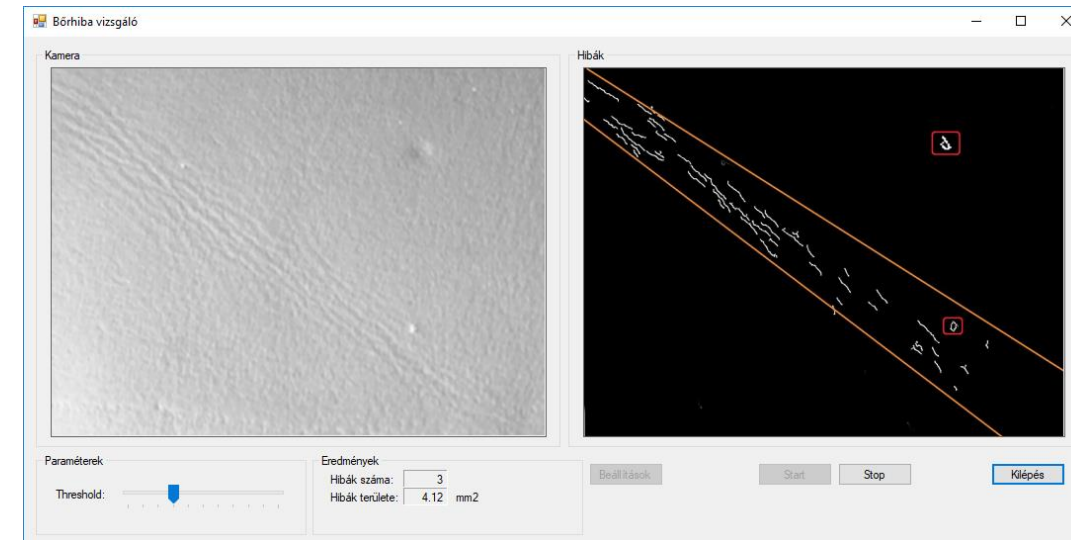 Bőrhiba vizsgáló
Kamera
Hibák
Paraméterek
Threshold:
Eredmények
Hibák száma: 3
Hibák területe: 4.12 mm2
Beállítások
Start
Stop
Kilépés